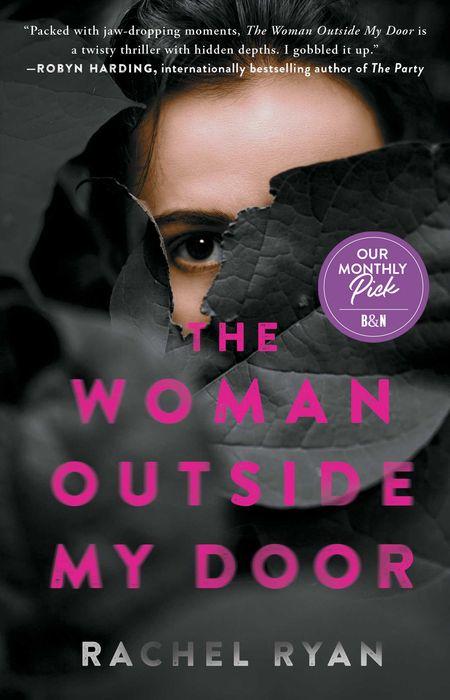 “Packed with jaw-dropping moments, The Woman Outside My Door is
a twisty thriller with hidden depths. I gobbled it up.”
—ROBYN HARDING, internationally bestselling author of The Party
OUR
MONTHLY
Pick
B&N
THE
WOMAN
OUTSIDE
MY DOOR
RACHEL RYAN